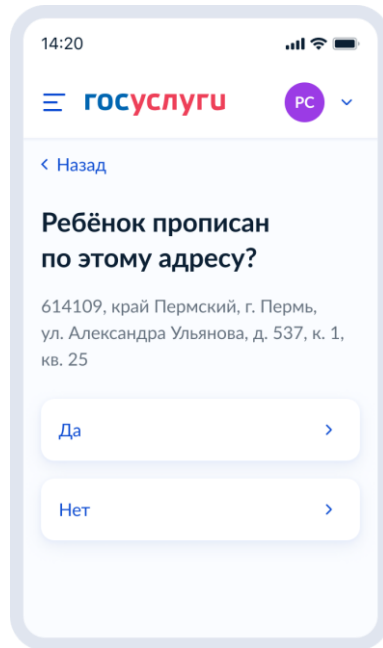 14:20
госуслуги
РС
Назад
Ребёнок прописан
по этому адресу?
614109, край Пермский, г. Пермь,
ул. Александра Ульянова, д. 537, к. 1,
кв. 25
Да
Нет